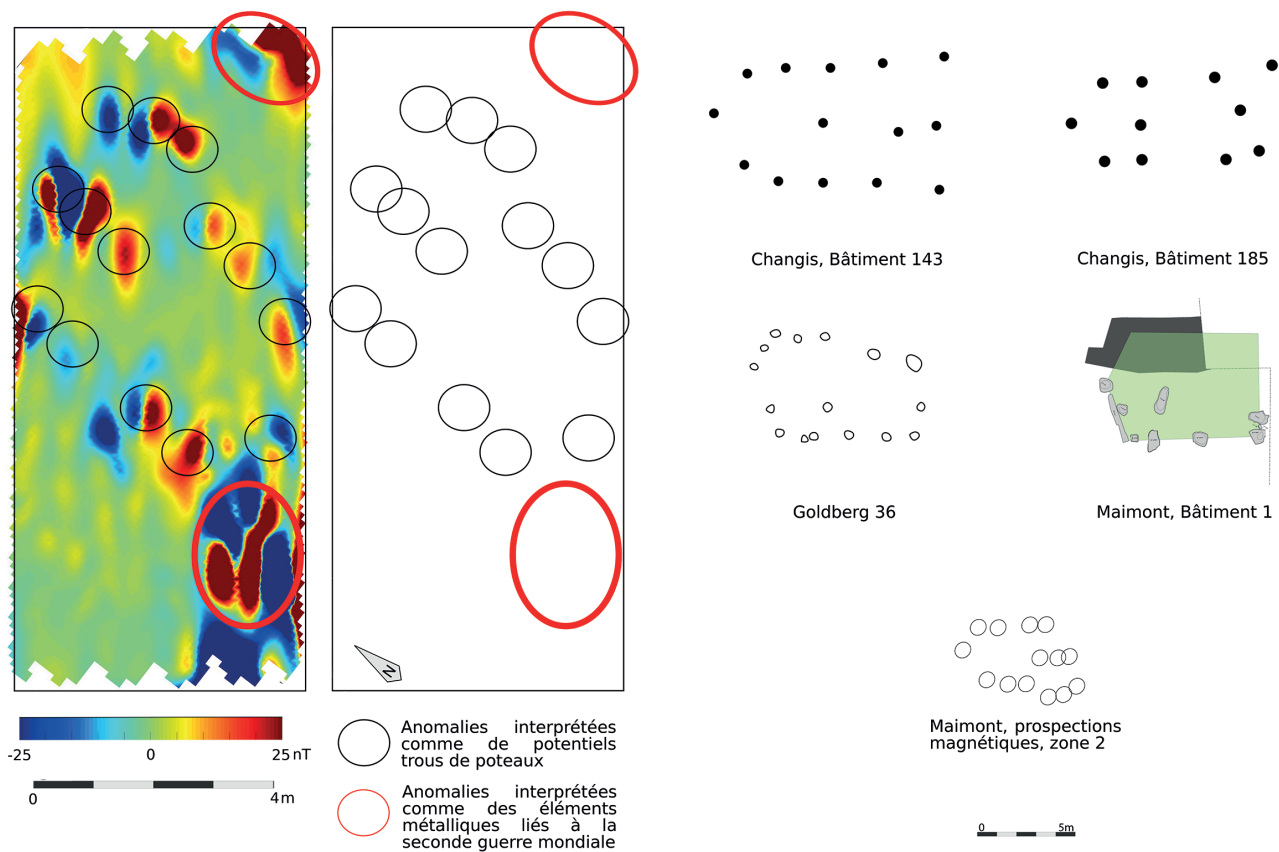 Changis, Bâtiment 143
Changis, Bâtiment 185
Goldberg 36
Maimont, Bâtiment 1
N
-25
0
25 nT
0
4m
Anomalies interprétées
comme de potentiels
trous de poteaux
Anomalies interprétées
comme des éléments
métalliques liés à la
seconde guerre mondiale
Maimont, prospections
magnétiques, zone 2
0
5m